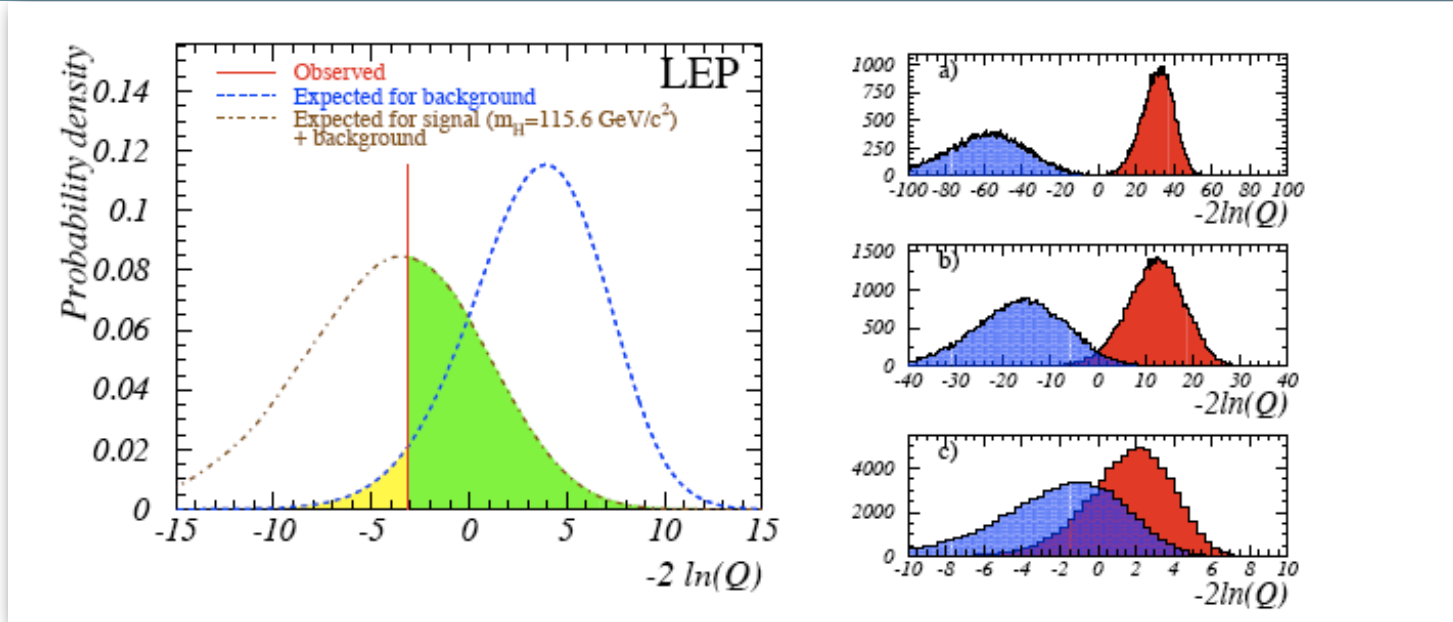 LEP
Observed
Expected for background
Expected for signal (mH=115.6 GeV/c²)
+ background
Probability density
0.14
0.12
0.1
0.08
0.06
0.04
0.02
0
-15 -10 -5 0 5 10 15
-2 ln(Q)
a)
1000
750
500
250
0
-100 -80 -60 -40 -20 0 20 40 60 80 100
-2ln(Q)
b)
1500
1000
500
0
-40 -30 -20 -10 0 10 20 30 40
-2ln(Q)
c)
4000
2000
0
-10 -8 -6 -4 -2 0 2 4 6 8 10
-2ln(Q)